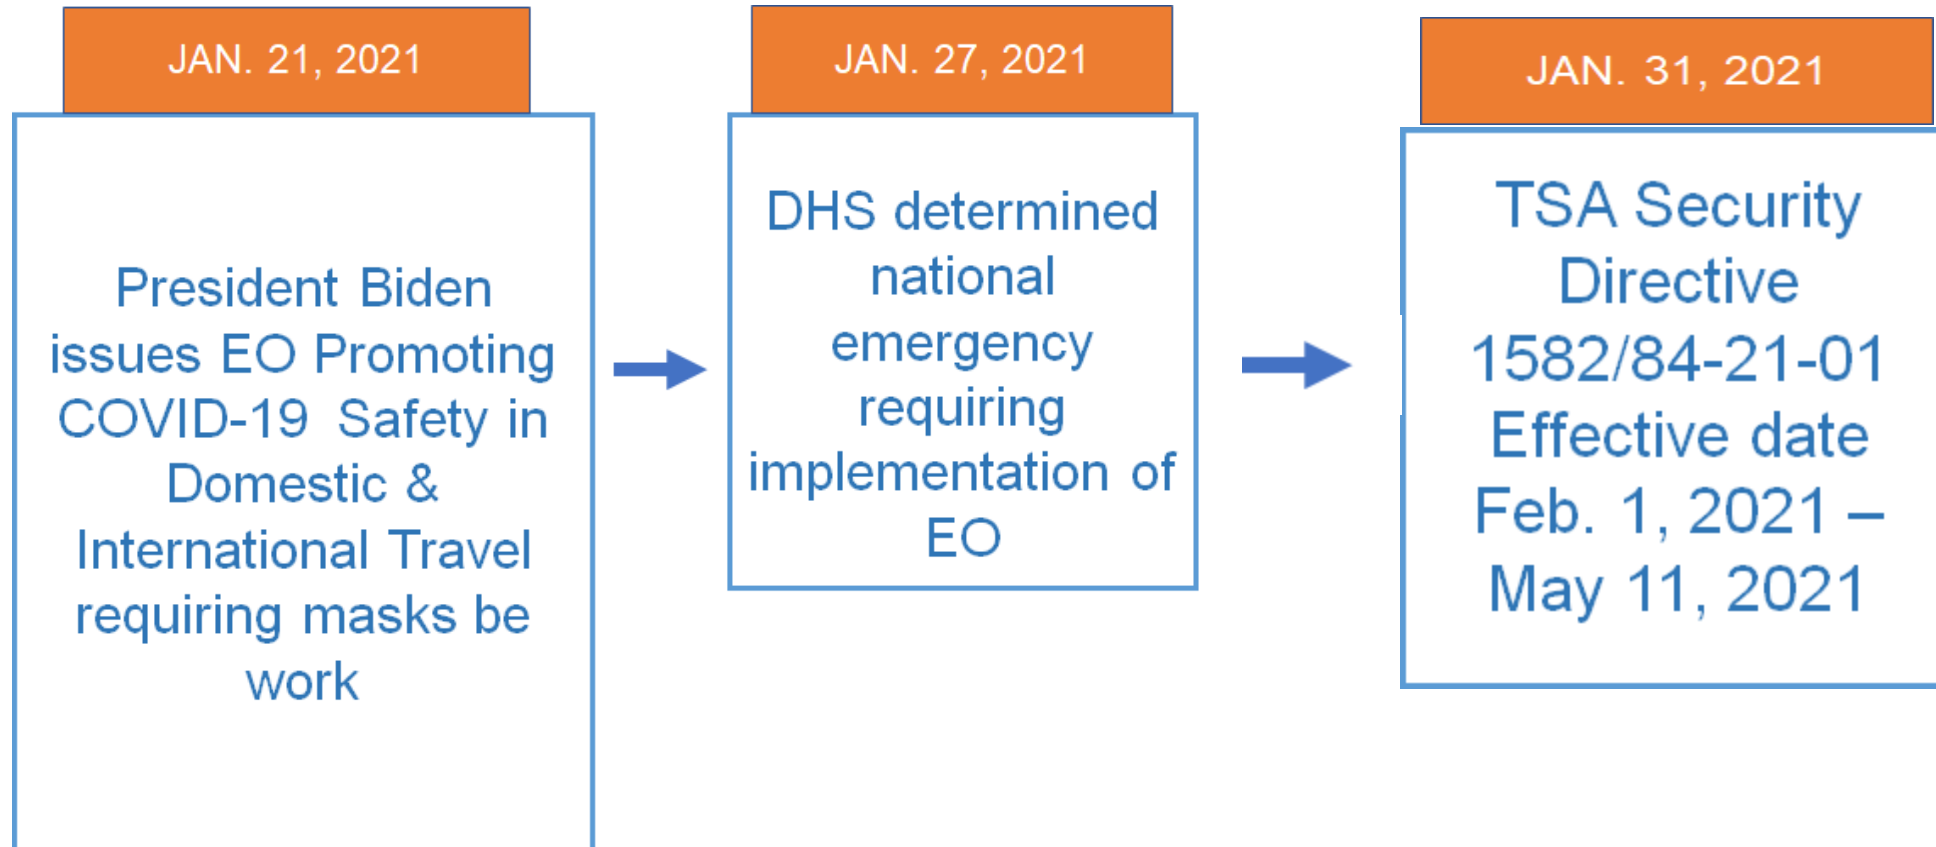 JAN. 21, 2021
President Biden
issues EO Promoting
COVID-19 Safety in
Domestic &
International Travel
requiring masks be
work
JAN. 27, 2021
DHS determined
national
emergency
requiring
implementation of
EO
JAN. 31, 2021
TSA Security
Directive
1582/84-21-01
Effective date
Feb. 1, 2021 –
May 11, 2021